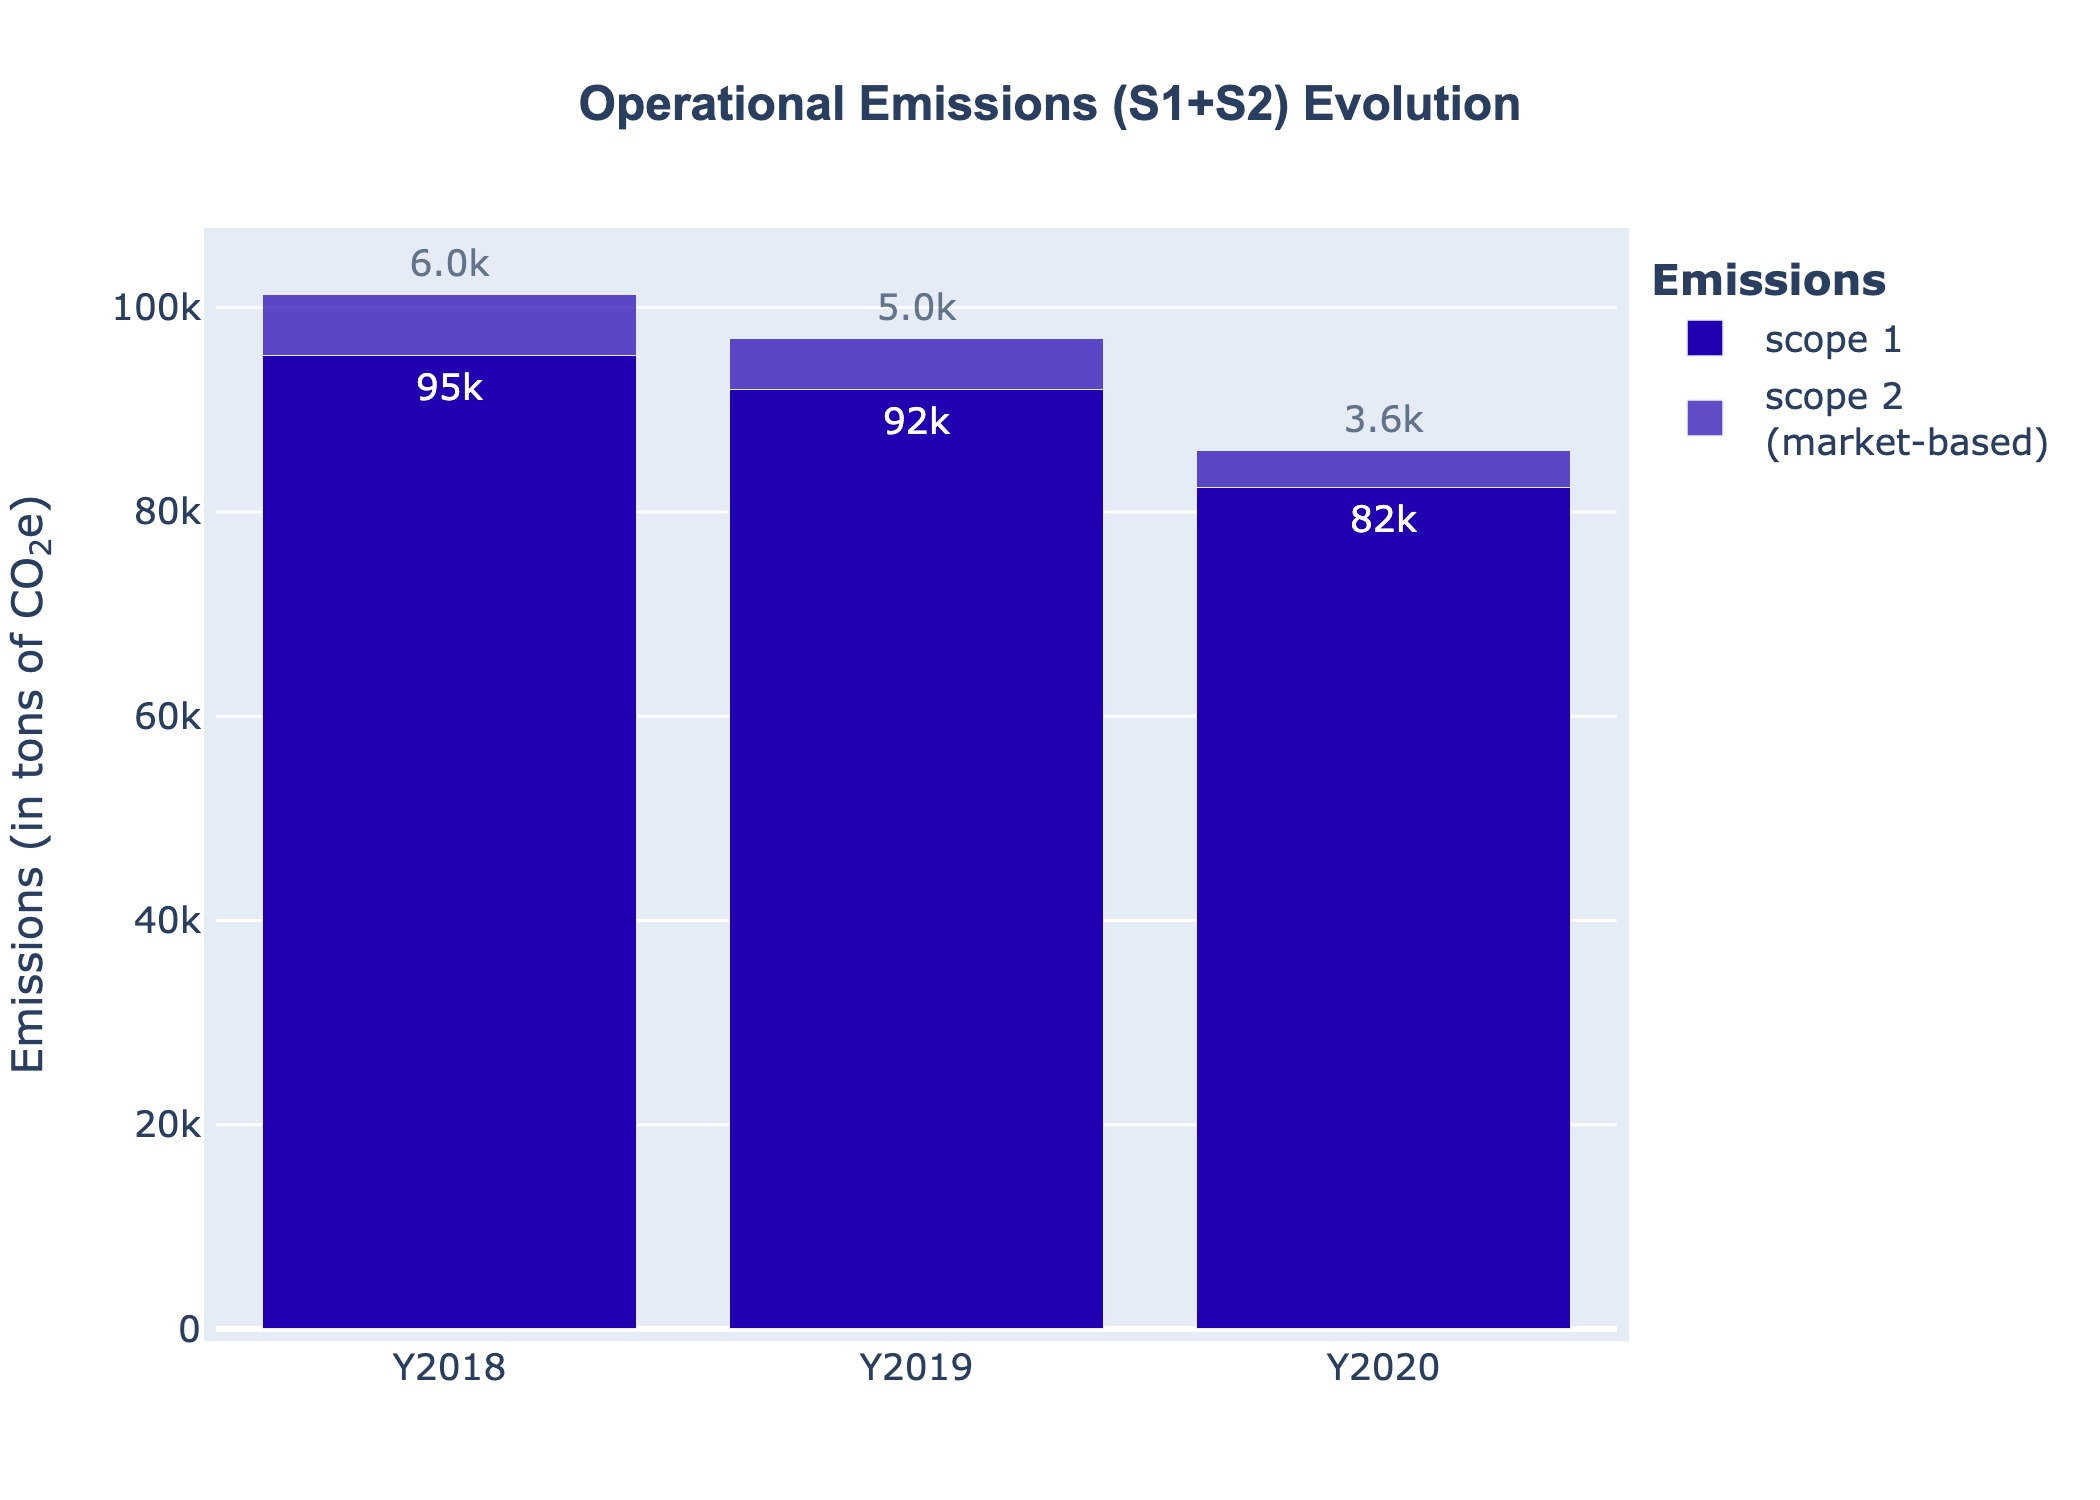 Operational Emissions (S1+S2) Evolution
Emissions (in tons of CO₂e)
100k
80k
60k
40k
20k
0
6.0k
95k
5.0k
92k
3.6k
82k
Y2018
Y2019
Y2020
Emissions
scope 1
scope 2
(market-based)